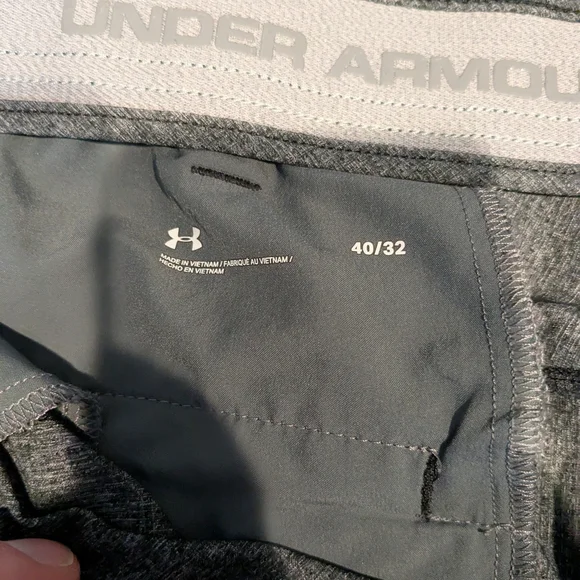 UNDER ARMOU
MADE IN VIETNAM / FABRIQUÉ AU VIETNAM /
HECHO EN VIETNAM
40/32